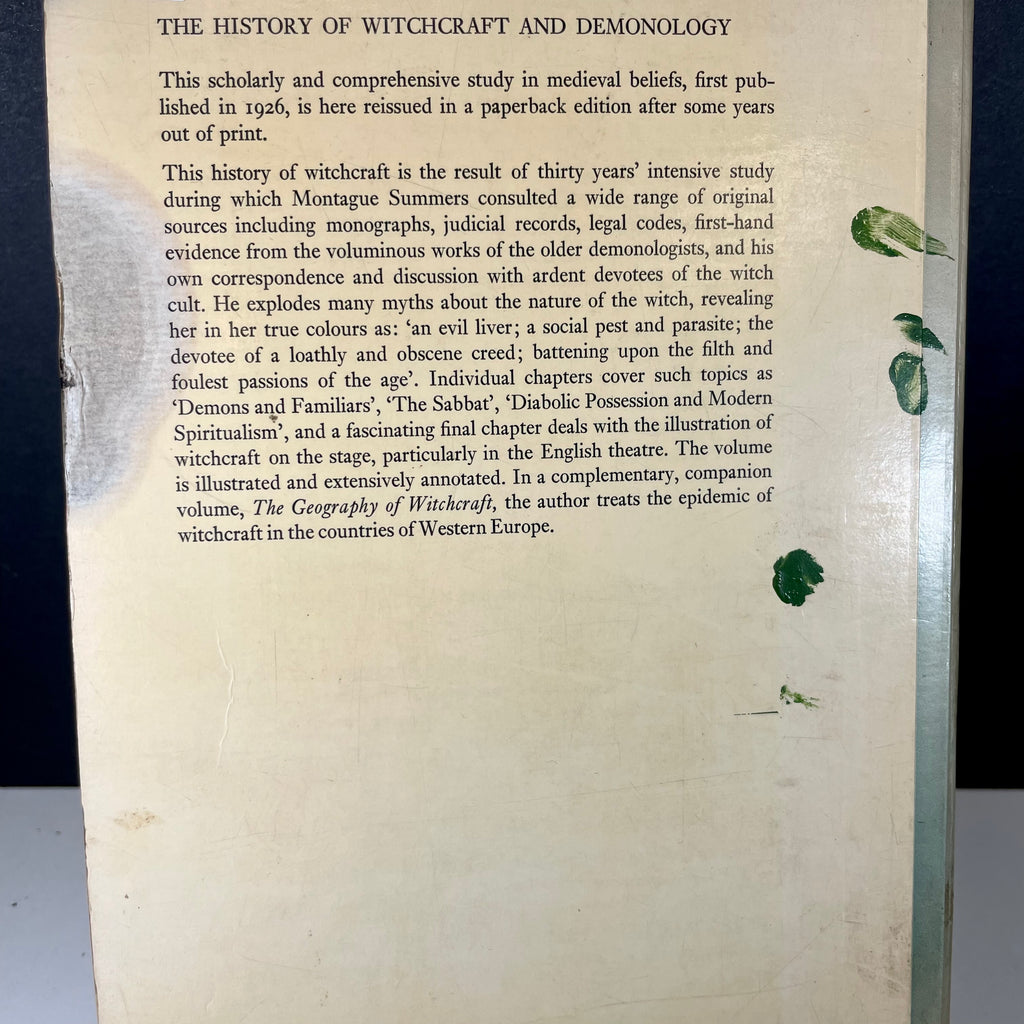 THE HISTORY OF WITCHCRAFT AND DEMONOLOGY
This scholarly and comprehensive study in medieval beliefs, first pub-
lished in 1926, is here reissued in a paperback edition after some years
out of print.
This history of witchcraft is the result of thirty years’ intensive study
during which Montague Summers consulted a wide range of original
sources including monographs, judicial records, legal codes, first-hand
evidence from the voluminous works of the older demonologists, and his
own correspondence and discussion with ardent devotees of the witch
cult. He explodes many myths about the nature of the witch, revealing
her in her true colours as: ‘an evil liver; a social pest and parasite; the
devotee of a loathly and obscene creed; battening upon the filth and
foulest passions of the age’. Individual chapters cover such topics as
‘Demons and Familiars’, ‘The Sabbat’, ‘Diabolic Possession and Modern
Spiritualism’, and a fascinating final chapter deals with the illustration of
witchcraft on the stage, particularly in the English theatre. The volume
is illustrated and extensively annotated. In a complementary, companion
volume, The Geography of Witchcraft, the author treats the epidemic of
witchcraft in the countries of Western Europe.